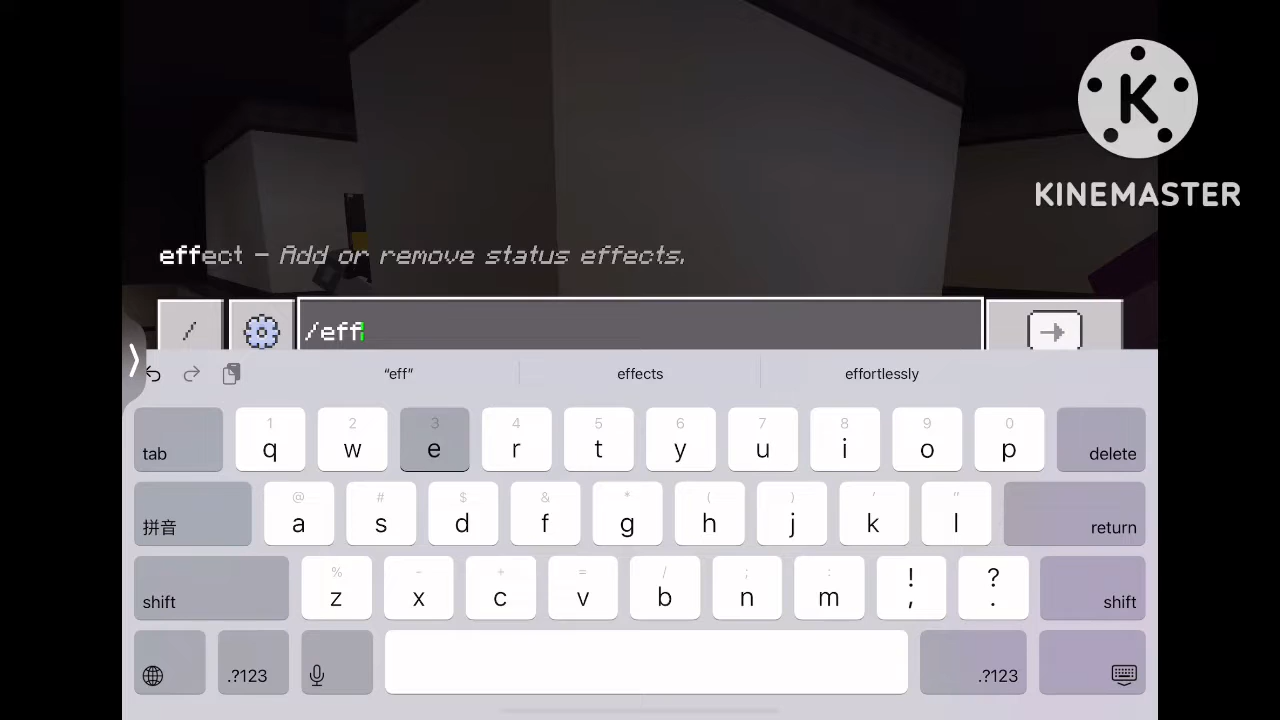 K
KINEMASTER
effect - Add or remove status effects.
/
/eff
“eff” effects effortlessly
tab
1 2 3 4 5 6 7 8 9 0
q w e r t y u i o p
delete
@ # $ & * ( ) ' "
拼音 a s d f g h j k l return
% - + = / ; : ! ?
shift z x c v b n m , . shift
.?123 .?123